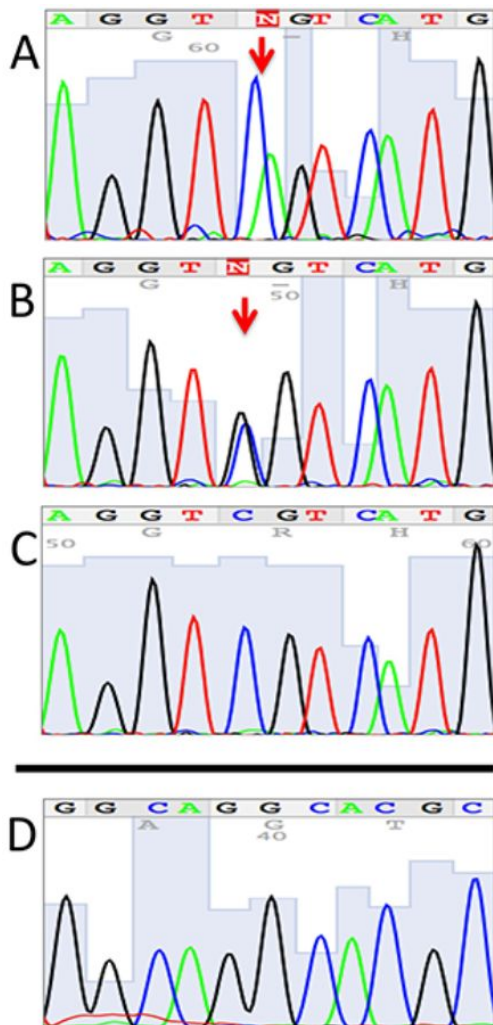 A G G T N G T C A T G
A
G – H
60
A G G T N G T C A T G
B
G – H
50
A G G T C G T C A T G
C
G R H
50 60
G G C A G G C A C G C
D
A G T
40